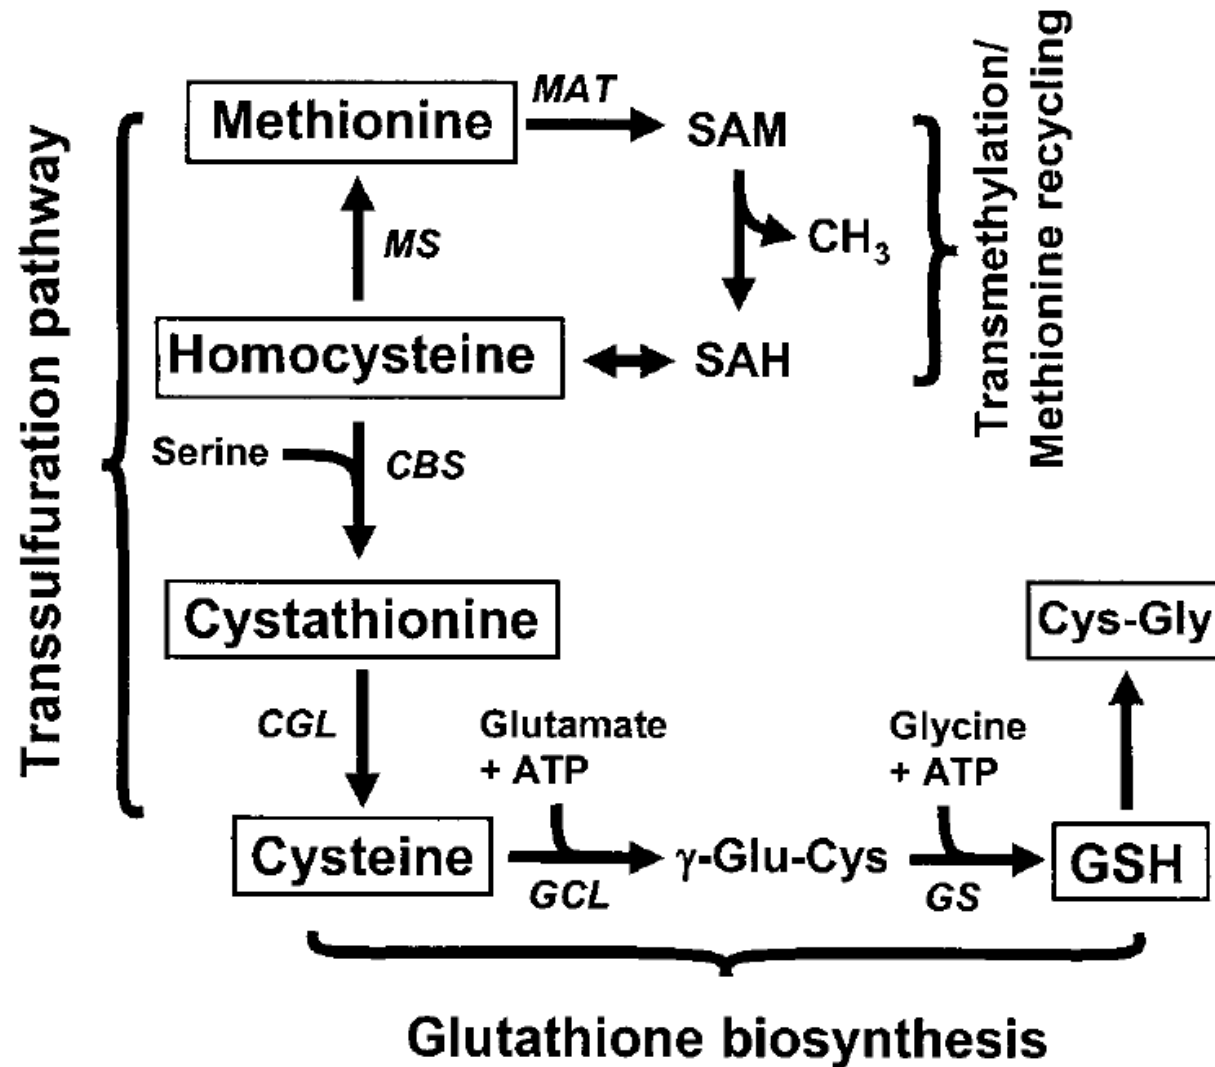 Transsulfuration pathway
Methionine
MAT
SAM
Transmethylation/
Methionine recycling
MS
CH₃
Homocysteine
SAH
Serine
CBS
Cystathionine
Cys-Gly
CGL
Glutamate
+ ATP
Glycine
+ ATP
Cysteine
GCL
γ-Glu-Cys
GS
GSH
Glutathione biosynthesis